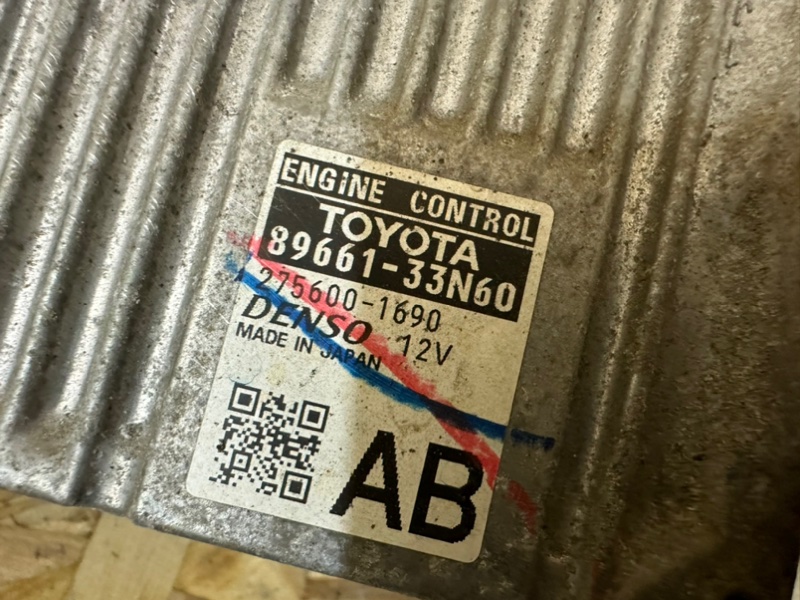 ENGINE CONTROL
TOYOTA
89661-33N60
275600-1690
DENSO 12V
MADE IN JAPAN
AB